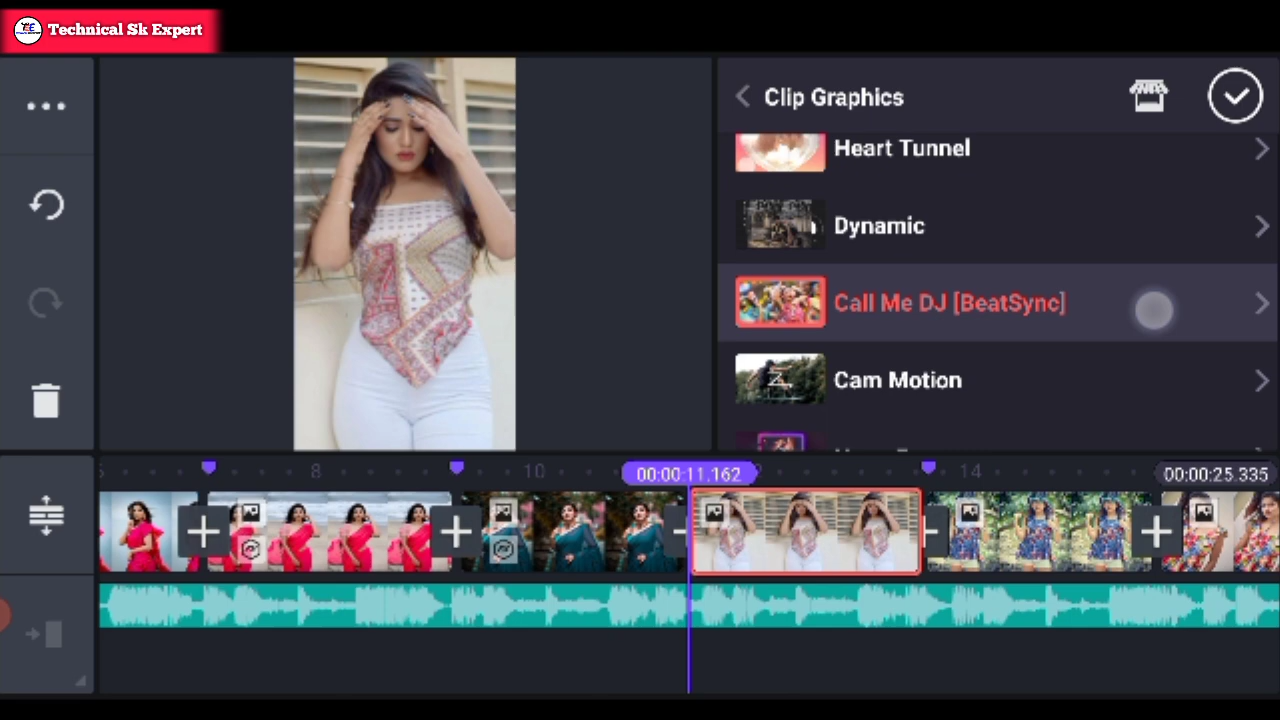 Technical Sk Expert
Clip Graphics
Heart Tunnel
Dynamic
Call Me DJ [BeatSync]
Cam Motion
8
10
00:00:11.162
14
00:00:25.335